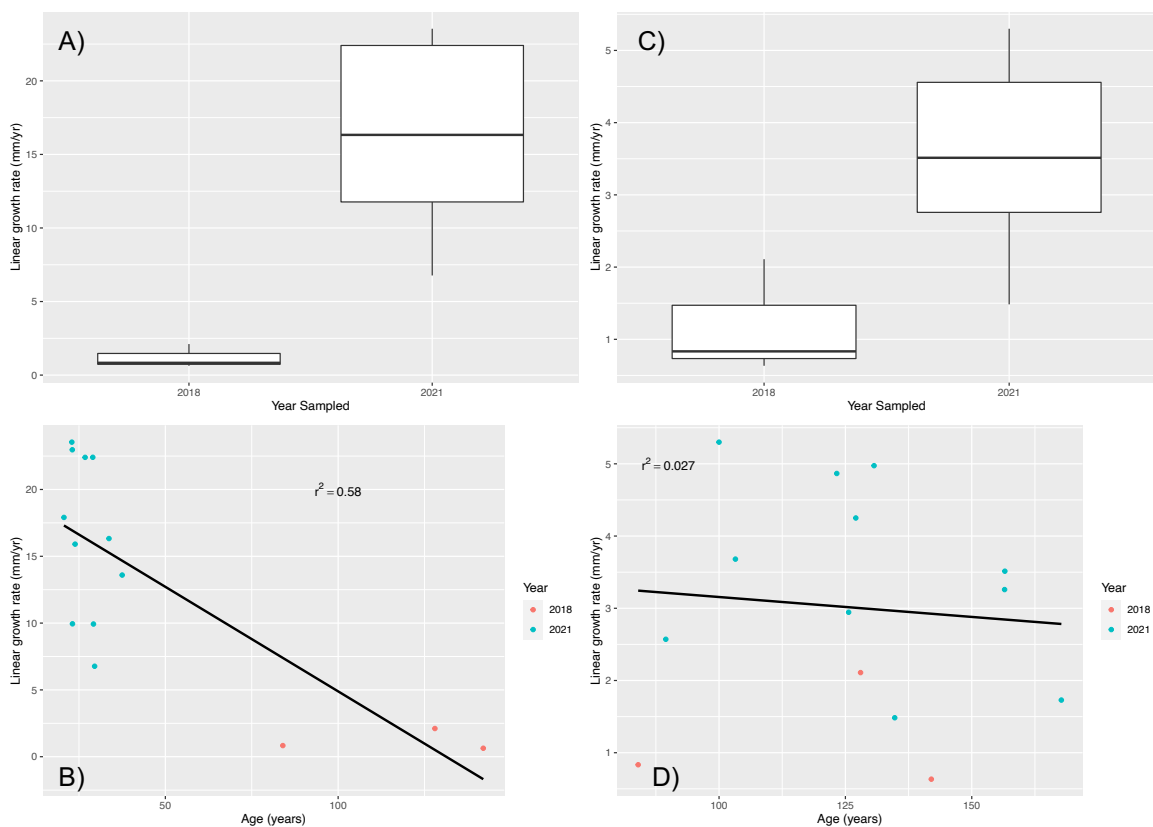 A)
Linear growth rate (mm/yr)
20
15
10
5
0
2018
2021
Year Sampled
C)
Linear growth rate (mm/yr)
5
4
3
2
1
2018
2021
Year Sampled
B)
r² = 0.58
Linear growth rate (mm/yr)
20
15
10
5
0
50
100
Age (years)
Year
2018
2021
D)
r² = 0.027
Linear growth rate (mm/yr)
5
4
3
2
1
100
125
150
Age (years)
Year
2018
2021